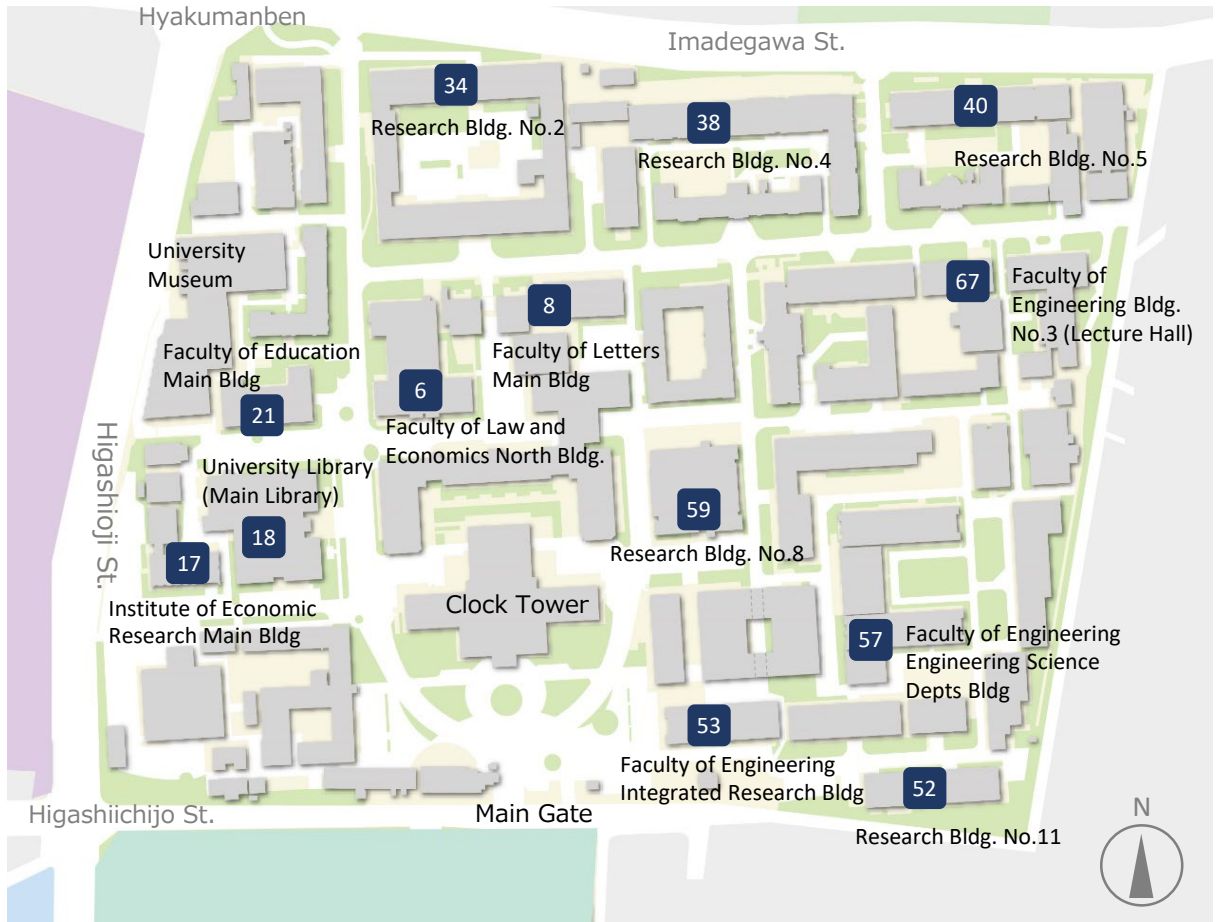 Hyakumanben
Imadegawa St.
34
Research Bldg. No.2
38
Research Bldg. No.4
40
Research Bldg. No.5
University
Museum
8
Faculty of Letters
Main Bldg
67
Faculty of
Engineering Bldg.
No.3 (Lecture Hall)
Faculty of Education
Main Bldg
21
6
Faculty of Law and
Economics North Bldg.
Higashioji St.
University Library
(Main Library)
18
17
Institute of Economic
Research Main Bldg
59
Research Bldg. No.8
Clock Tower
57
Faculty of Engineering
Engineering Science
Depts Bldg
53
Faculty of Engineering
Integrated Research Bldg
52
Research Bldg. No.11
Higashiichijo St.
Main Gate
N